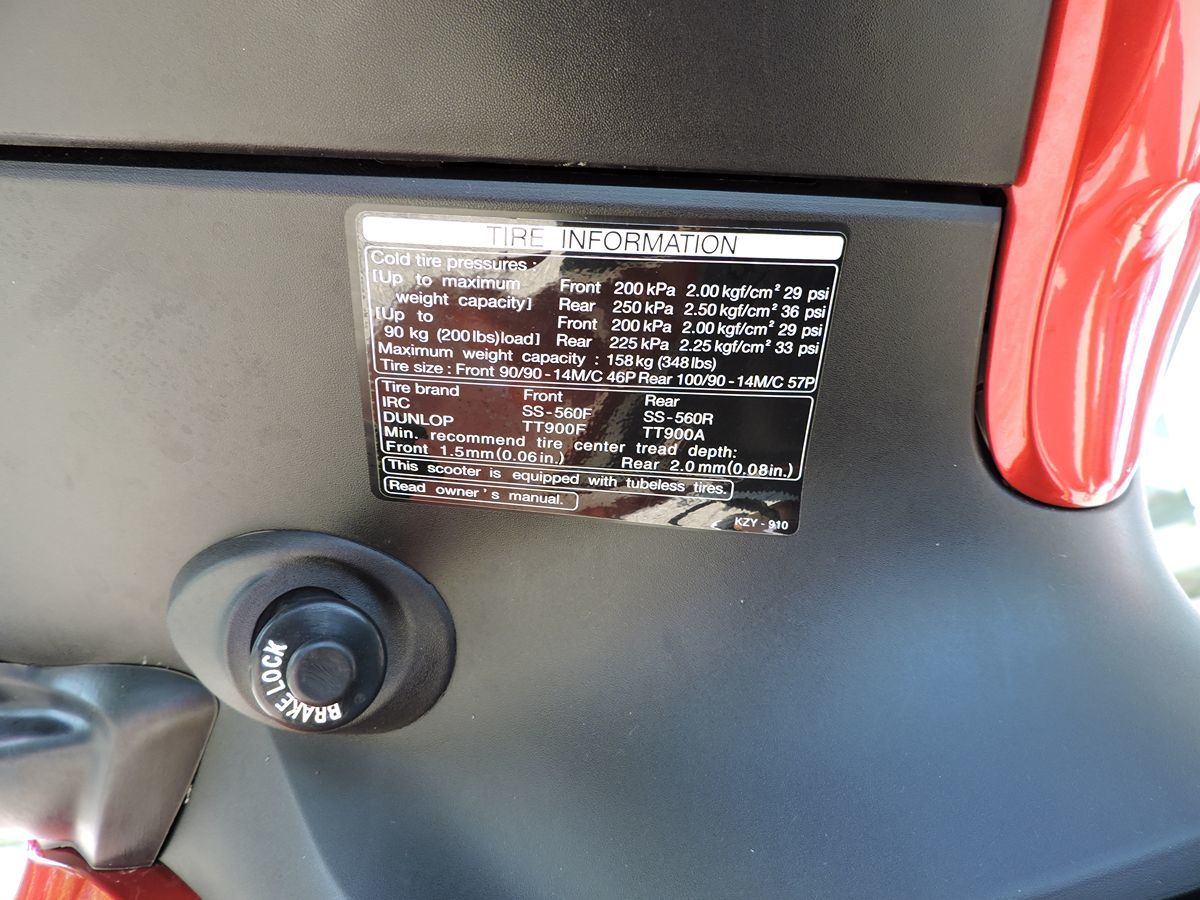 TIRE INFORMATION
Cold tire pressures :
[Up to maximum Front 200 kPa 2.00 kgf/cm² 29 psi
weight capacity] Rear 250 kPa 2.50 kgf/cm² 36 psi
[Up to Front 200 kPa 2.00 kgf/cm² 29 psi
90 kg (200 lbs) load] Rear 225 kPa 2.25 kgf/cm² 33 psi
Maximum weight capacity : 158 kg (348 lbs)
Tire size : Front 90/90 - 14M/C 46P Rear 100/90 - 14M/C 57P
Tire brand Front Rear
IRC SS-560F SS-560R
DUNLOP TT900F TT900A
Min. recommend tire center tread depth:
Front 1.5 mm (0.06 in.) Rear 2.0 mm (0.08 in.)
This scooter is equipped with tubeless tires.
Read owner's manual.
KZY - 910
BRAKE LOCK